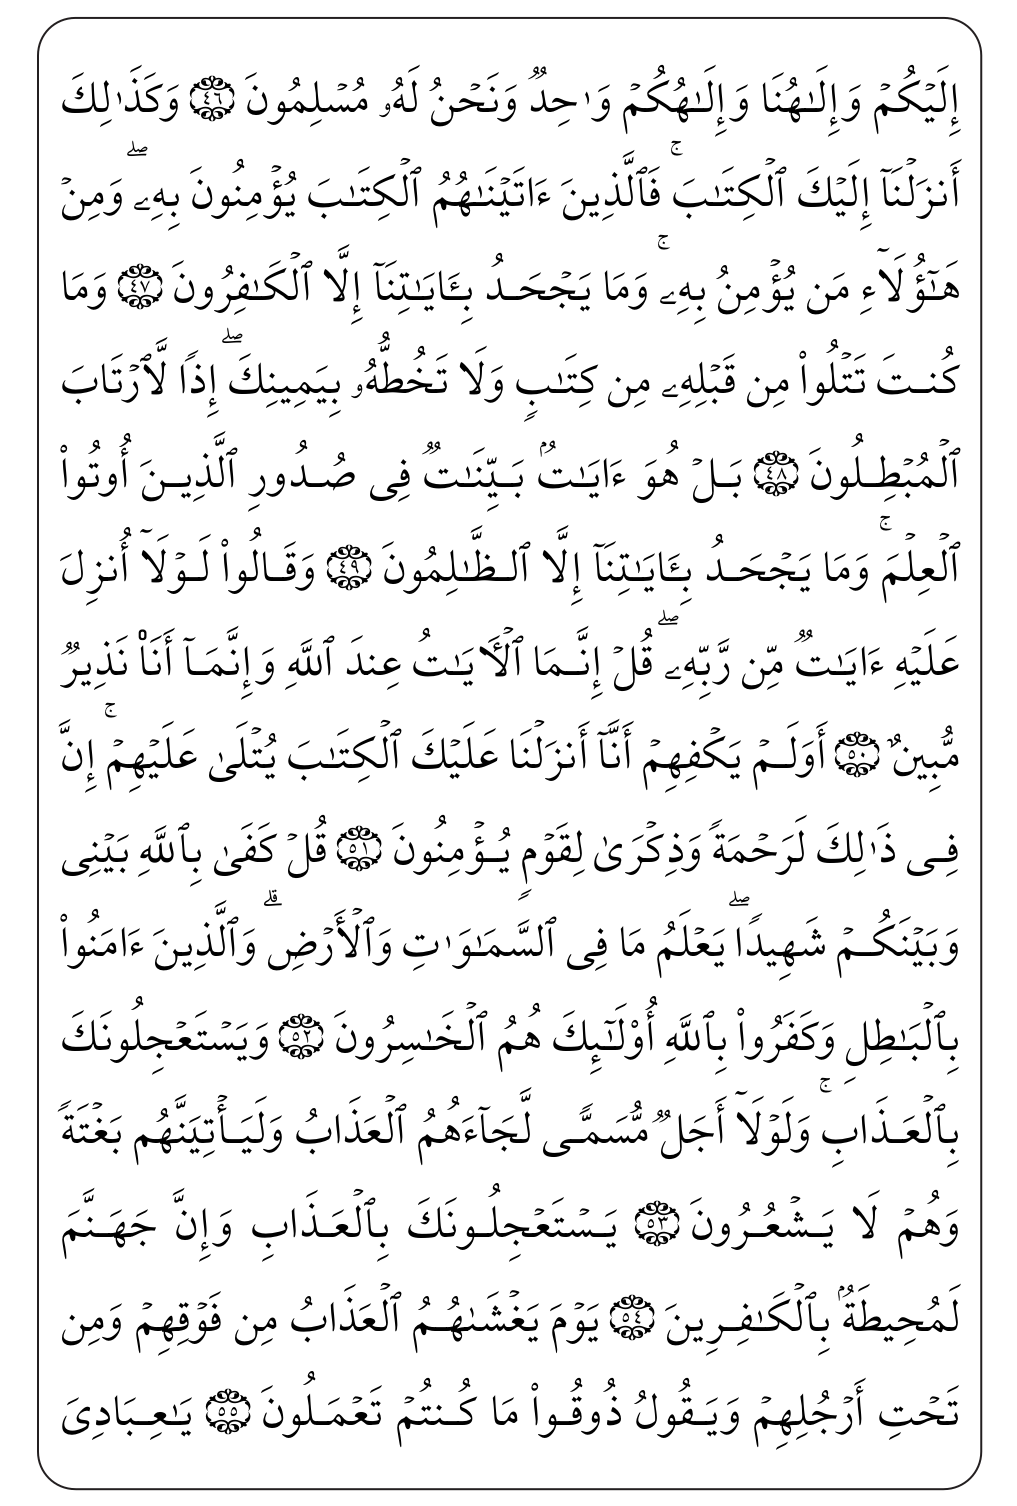 إِلَيۡكُمۡ وَإِلَٰهُنَا وَإِلَٰهُكُمۡ وَٰحِدٞ وَنَحۡنُ لَهُۥ مُسۡلِمُونَ ٤٦ وَكَذَٰلِكَ
أَنزَلۡنَآ إِلَيۡكَ ٱلۡكِتَٰبَۚ فَٱلَّذِينَ ءَاتَيۡنَٰهُمُ ٱلۡكِتَٰبَ يُؤۡمِنُونَ بِهِۦۖ وَمِنۡ
هَٰٓؤُلَآءِ مَن يُؤۡمِنُ بِهِۦۚ وَمَا يَجۡحَدُ بِـَٔايَٰتِنَآ إِلَّا ٱلۡكَٰفِرُونَ ٤٧ وَمَا
كُنتَ تَتۡلُواْ مِن قَبۡلِهِۦ مِن كِتَٰبٖ وَلَا تَخُطُّهُۥ بِيَمِينِكَۖ إِذٗا لَّٱرۡتَابَ
ٱلۡمُبۡطِلُونَ ٤٨ بَلۡ هُوَ ءَايَٰتُۢ بَيِّنَٰتٞ فِي صُدُورِ ٱلَّذِينَ أُوتُواْ
ٱلۡعِلۡمَۚ وَمَا يَجۡحَدُ بِـَٔايَٰتِنَآ إِلَّا ٱلظَّٰلِمُونَ ٤٩ وَقَالُواْ لَوۡلَآ أُنزِلَ
عَلَيۡهِ ءَايَٰتٞ مِّن رَّبِّهِۦۖ قُلۡ إِنَّمَا ٱلۡأٓيَٰتُ عِندَ ٱللَّهِ وَإِنَّمَآ أَنَا۠ نَذِيرٞ
مُّبِينٌ ٥٠ أَوَلَمۡ يَكۡفِهِمۡ أَنَّآ أَنزَلۡنَا عَلَيۡكَ ٱلۡكِتَٰبَ يُتۡلَىٰ عَلَيۡهِمۡۚ إِنَّ
فِي ذَٰلِكَ لَرَحۡمَةٗ وَذِكۡرَىٰ لِقَوۡمٖ يُؤۡمِنُونَ ٥١ قُلۡ كَفَىٰ بِٱللَّهِ بَيۡنِي
وَبَيۡنَكُمۡ شَهِيدٗاۖ يَعۡلَمُ مَا فِي ٱلسَّمَٰوَٰتِ وَٱلۡأَرۡضِۗ وَٱلَّذِينَ ءَامَنُواْ
بِٱلۡبَٰطِلِ وَكَفَرُواْ بِٱللَّهِ أُوْلَٰٓئِكَ هُمُ ٱلۡخَٰسِرُونَ ٥٢ وَيَسۡتَعۡجِلُونَكَ
بِٱلۡعَذَابِۚ وَلَوۡلَآ أَجَلٞ مُّسَمّٗى لَّجَآءَهُمُ ٱلۡعَذَابُ وَلَيَأۡتِيَنَّهُم بَغۡتَةٗ
وَهُمۡ لَا يَشۡعُرُونَ ٥٣ يَسۡتَعۡجِلُونَكَ بِٱلۡعَذَابِ وَإِنَّ جَهَنَّمَ
لَمُحِيطَةُۢ بِٱلۡكَٰفِرِينَ ٥٤ يَوۡمَ يَغۡشَىٰهُمُ ٱلۡعَذَابُ مِن فَوۡقِهِمۡ وَمِن
تَحۡتِ أَرۡجُلِهِمۡ وَيَقُولُ ذُوقُواْ مَا كُنتُمۡ تَعۡمَلُونَ ٥٥ يَٰعِبَادِيَ